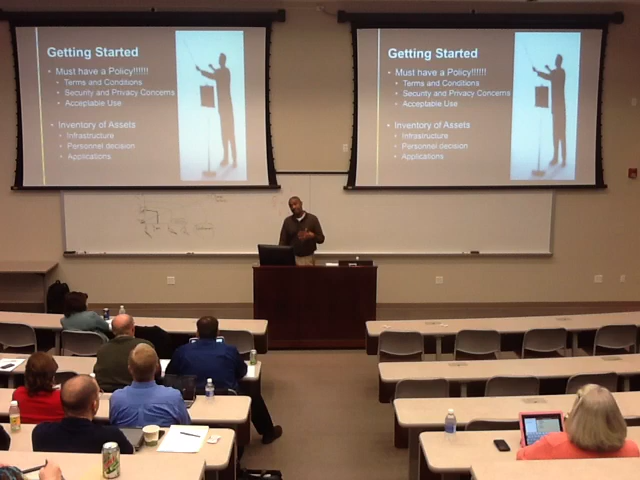 Getting Started
• Must have a Policy!!!!!!
• Terms and Conditions
• Security and Privacy Concerns
• Acceptable Use
• Inventory of Assets
• Infrastructure
• Personnel decision
• Applications
Getting Started
• Must have a Policy!!!!!!
• Terms and Conditions
• Security and Privacy Concerns
• Acceptable Use
• Inventory of Assets
• Infrastructure
• Personnel decision
• Applications